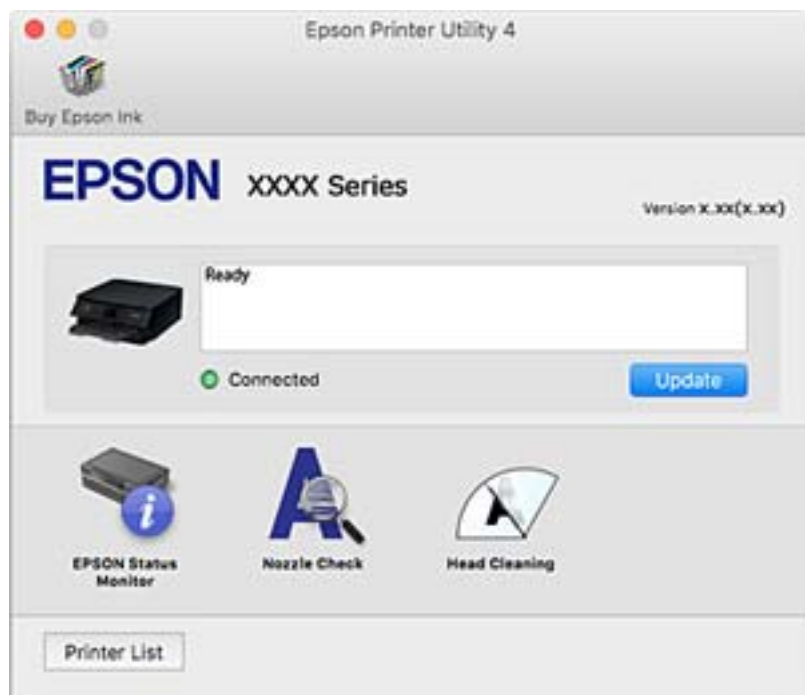 Epson Printer Utility 4
Buy Epson Ink
EPSON XXXX Series
Version x.xx(x.xx)
Ready
Connected
Update
EPSON Status
Monitor
Nozzle Check
Head Cleaning
Printer List